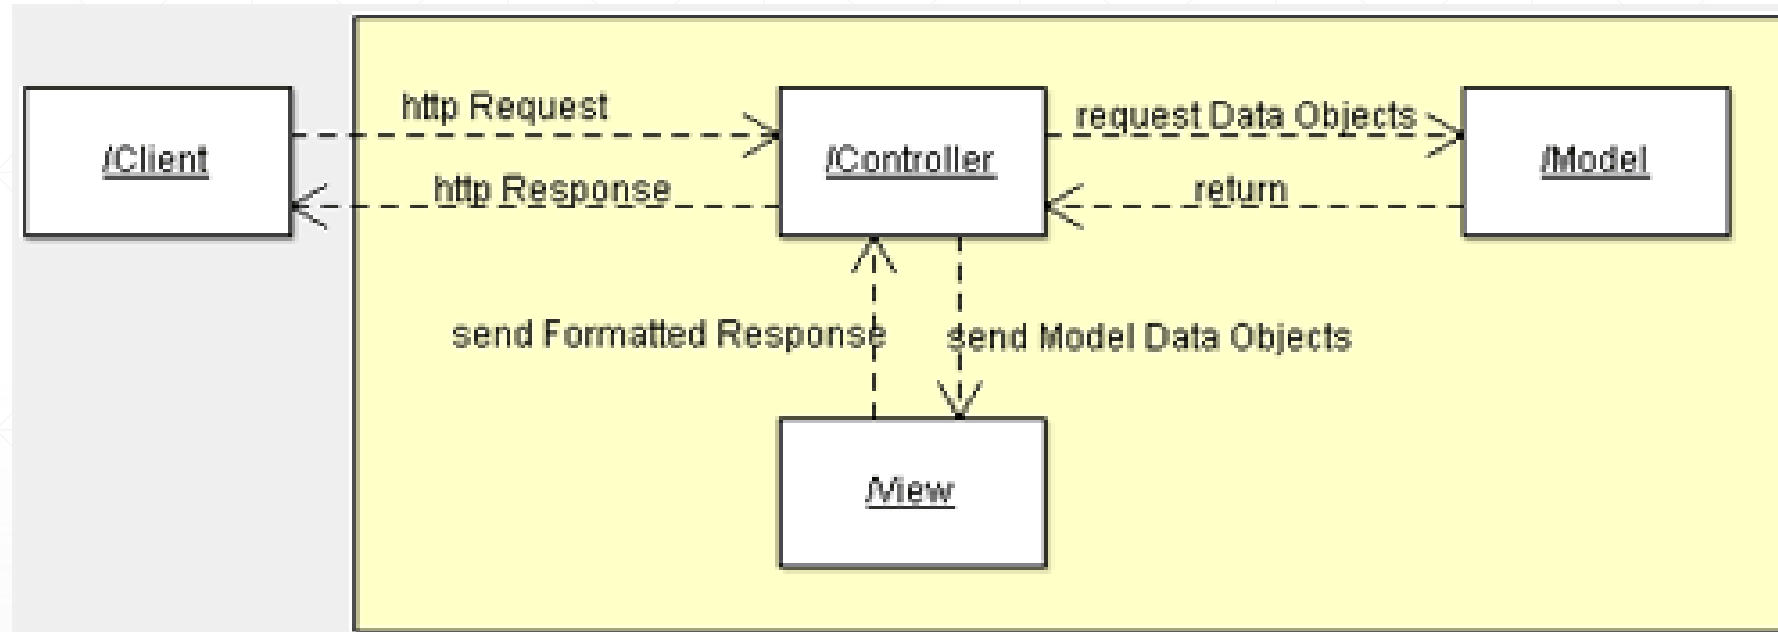 http Request
request Data Objects
/Client
/Controller
/Model
http Response
return
send Formatted Response
send Model Data Objects
/View